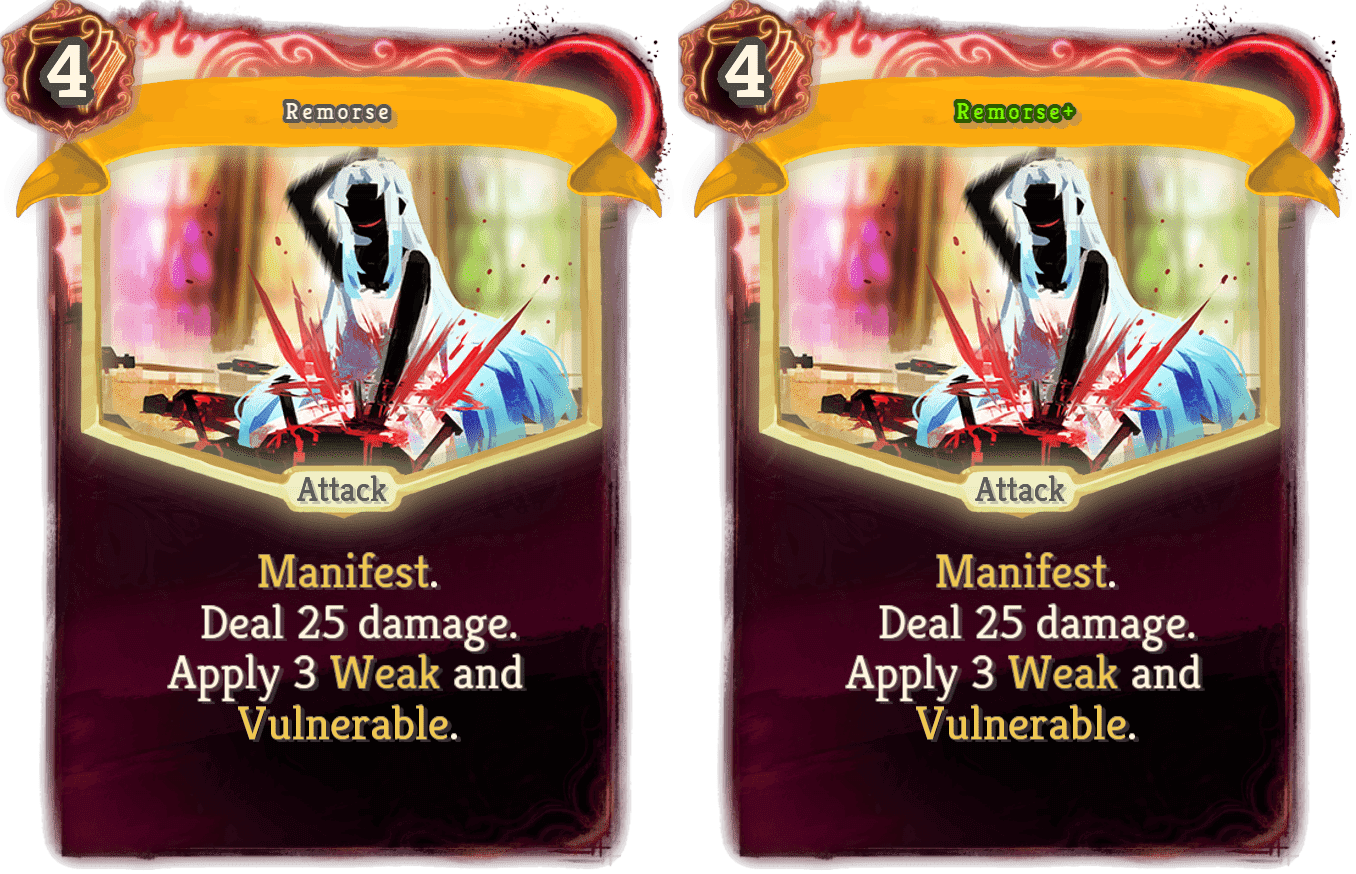 4
Remorse
Attack
Manifest.
Deal 25 damage.
Apply 3 Weak and
Vulnerable.
4
Remorse+
Attack
Manifest.
Deal 25 damage.
Apply 3 Weak and
Vulnerable.